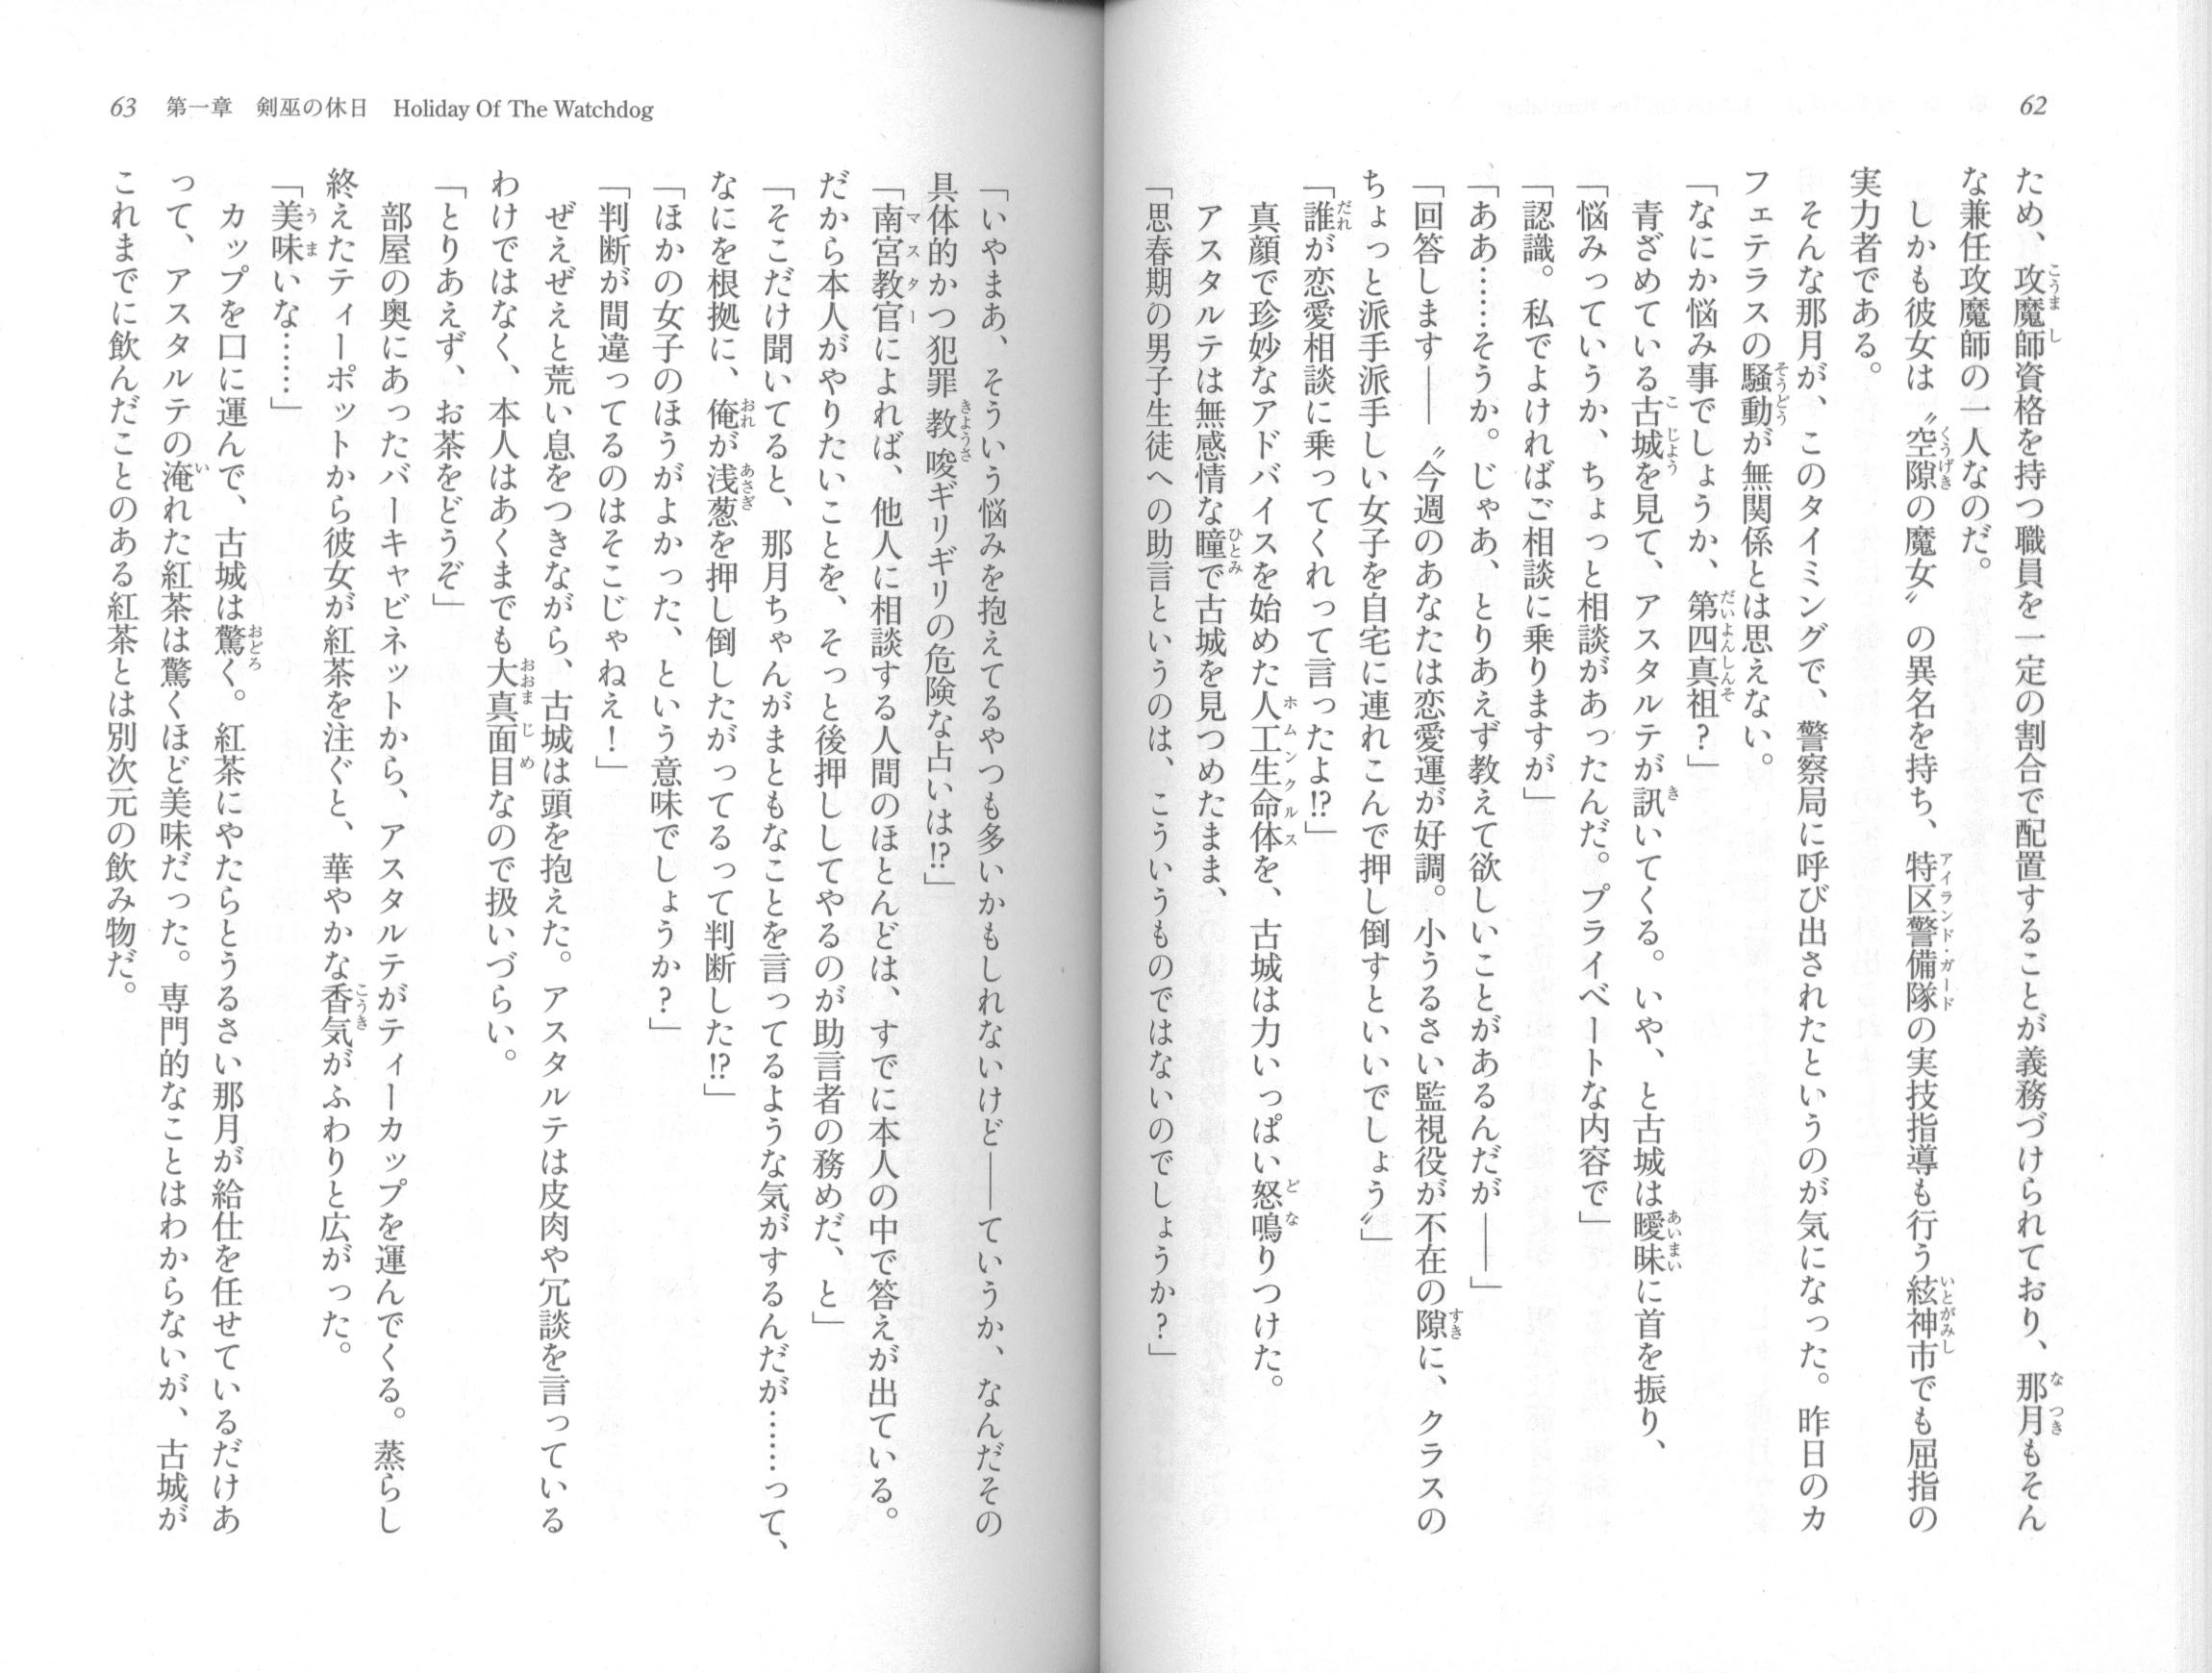 62
ため、攻魔師資格を持つ職員を一定の割合で配置することが義務づけられており、那月もそん
な兼任攻魔師の一人なのだ。
しかも彼女は〝空隙の魔女〟の異名を持ち、特区警備隊の実技指導も行う絃神市でも屈指の
実力者である。
そんな那月が、このタイミングで、警察局に呼び出されたというのが気になった。昨日のカ
フェテラスの騒動が無関係とは思えない。
「なにか悩み事でしょうか、第四真祖？」
青ざめている古城を見て、アスタルテが訊いてくる。いや、と古城は曖昧に首を振り、
「悩みっていうか、ちょっと相談があったんだ。プライベートな内容で」
「認識。私でよければご相談に乗りますが」
「ああ……そうか。じゃあ、とりあえず教えて欲しいことがあるんだが――」
「回答します――〝今週のあなたは恋愛運が好調。小うるさい監視役が不在の隙に、クラスの
ちょっと派手派手しい女子を自宅に連れこんで押し倒すといいでしょう〟」
「誰が恋愛相談に乗ってくれって言ったよ!?」
真顔で珍妙なアドバイスを始めた人工生命体を、古城は力いっぱい怒鳴りつけた。
アスタルテは無感情な瞳で古城を見つめたまま、
「思春期の男子生徒への助言というのは、こういうものではないのでしょうか？」
63　第一章　剣巫の休日　Holiday Of The Watchdog
「いやまあ、そういう悩みを抱えてるやつも多いかもしれないけど――ていうか、なんだその
具体的かつ犯罪教唆ギリギリの危険な占いは!?」
「南宮教官によれば、他人に相談する人間のほとんどは、すでに本人の中で答えが出ている。
だから本人がやりたいことを、そっと後押ししてやるのが助言者の務めだ、と」
「そこだけ聞いてると、那月ちゃんがまともなことを言ってるような気がするんだが……って、
なにを根拠に、俺が浅葱を押し倒したがってるって判断した!?」
「ほかの女子のほうがよかった、という意味でしょうか？」
「判断が間違ってるのはそこじゃねえ！」
ぜえぜえと荒い息をつきながら、古城は頭を抱えた。アスタルテは皮肉や冗談を言っている
わけではなく、本人はあくまでも大真面目なので扱いづらい。
「とりあえず、お茶をどうぞ」
部屋の奥にあったバーキャビネットから、アスタルテがティーカップを運んでくる。蒸らし
終えたティーポットから彼女が紅茶を注ぐと、華やかな香気がふわりと広がった。
「美味いな……」
カップを口に運んで、古城は驚く。紅茶にやたらとうるさい那月が給仕を任せているだけあ
って、アスタルテの淹れた紅茶は驚くほど美味だった。専門的なことはわからないが、古城が
これまでに飲んだことのある紅茶とは別次元の飲み物だ。